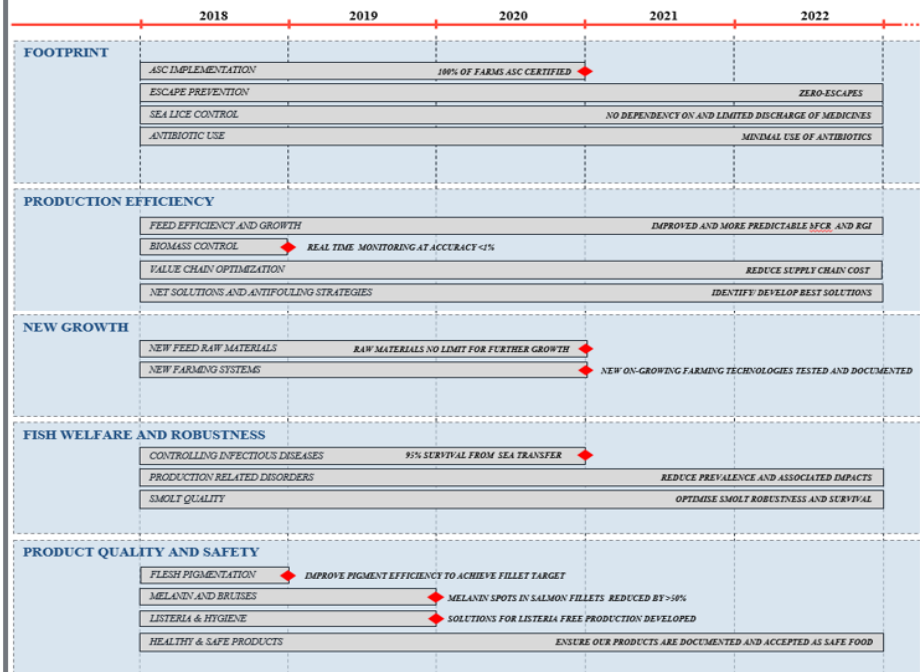 2018 2019 2020 2021 2022
FOOTPRINT
ASC IMPLEMENTATION 100% OF FARMS ASC CERTIFIED
ESCAPE PREVENTION ZERO-ESCAPES
SEA LICE CONTROL NO DEPENDENCY ON AND LIMITED DISCHARGE OF MEDICINES
ANTIBIOTIC USE MINIMAL USE OF ANTIBIOTICS
PRODUCTION EFFICIENCY
FEED EFFICIENCY AND GROWTH IMPROVED AND MORE PREDICTABLE bFCR AND RGI
BIOMASS CONTROL REAL TIME MONITORING AT ACCURACY <1%
VALUE CHAIN OPTIMIZATION REDUCE SUPPLY CHAIN COST
NET SOLUTIONS AND ANTIFOULING STRATEGIES IDENTIFY/ DEVELOP BEST SOLUTIONS
NEW GROWTH
NEW FEED RAW MATERIALS RAW MATERIALS NO LIMIT FOR FURTHER GROWTH
NEW FARMING SYSTEMS NEW ON-GROWING FARMING TECHNOLOGIES TESTED AND DOCUMENTED
FISH WELFARE AND ROBUSTNESS
CONTROLLING INFECTIOUS DISEASES 95% SURVIVAL FROM SEA TRANSFER
PRODUCTION RELATED DISORDERS REDUCE PREVALENCE AND ASSOCIATED IMPACTS
SMOLT QUALITY OPTIMISE SMOLT ROBUSTNESS AND SURVIVAL
PRODUCT QUALITY AND SAFETY
FLESH PIGMENTATION IMPROVE PIGMENT EFFICIENCY TO ACHIEVE FILLET TARGET
MELANIN AND BRUISES MELANIN SPOTS IN SALMON FILLETS REDUCED BY >50%
LISTERIA & HYGIENE SOLUTIONS FOR LISTERIA FREE PRODUCTION DEVELOPED
HEALTHY & SAFE PRODUCTS ENSURE OUR PRODUCTS ARE DOCUMENTED AND ACCEPTED AS SAFE FOOD